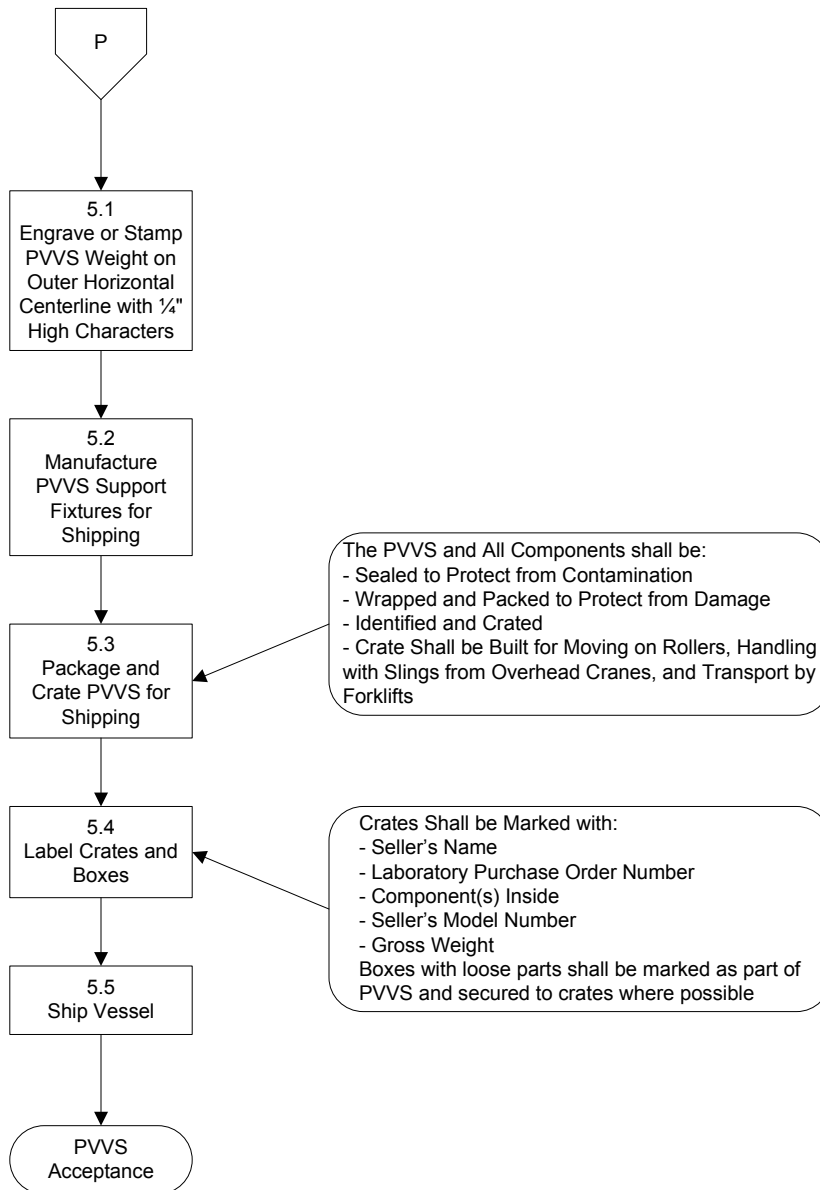 P
5.1
Engrave or Stamp
PVVS Weight on
Outer Horizontal
Centerline with ¼"
High Characters
5.2
Manufacture
PVVS Support
Fixtures for
Shipping
The PVVS and All Components shall be:
- Sealed to Protect from Contamination
- Wrapped and Packed to Protect from Damage
- Identified and Crated
- Crate Shall be Built for Moving on Rollers, Handling
with Slings from Overhead Cranes, and Transport by
Forklifts
5.3
Package and
Crate PVVS for
Shipping
5.4
Label Crates and
Boxes
Crates Shall be Marked with:
- Seller's Name
- Laboratory Purchase Order Number
- Component(s) Inside
- Seller's Model Number
- Gross Weight
Boxes with loose parts shall be marked as part of
PVVS and secured to crates where possible
5.5
Ship Vessel
PVVS
Acceptance